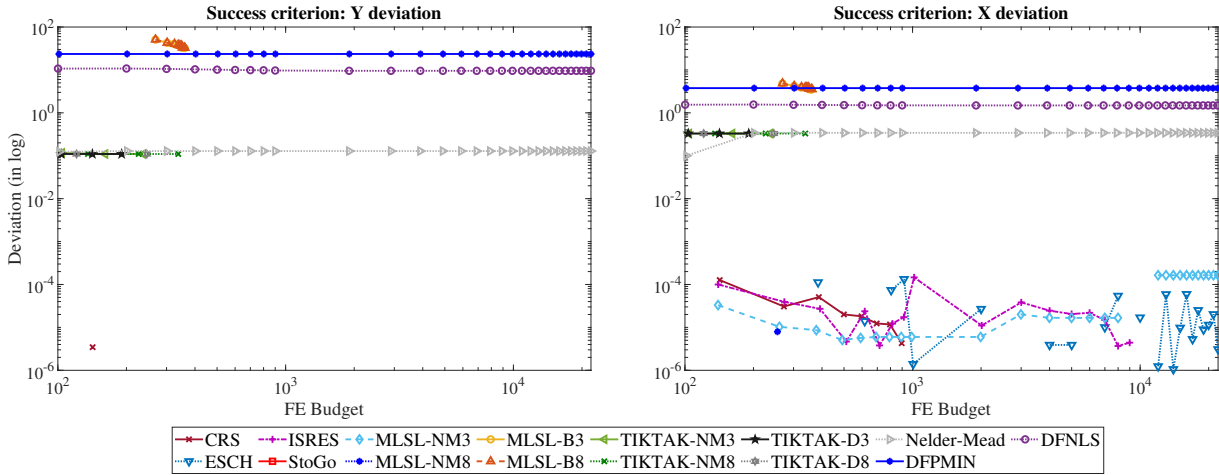 Success criterion: Y deviation
Success criterion: X deviation
Deviation (in log)
10^2
10^0
10^-2
10^-4
10^-6
10^2
10^3
10^4
FE Budget
10^2
10^0
10^-2
10^-4
10^-6
10^2
10^3
10^4
FE Budget
CRS ISRES MLSL-NM3 MLSL-B3 TIKTAK-NM3 TIKTAK-D3 Nelder-Mead DFNLS
ESCH StoGo MLSL-NM8 MLSL-B8 TIKTAK-NM8 TIKTAK-D8 DFPMIN